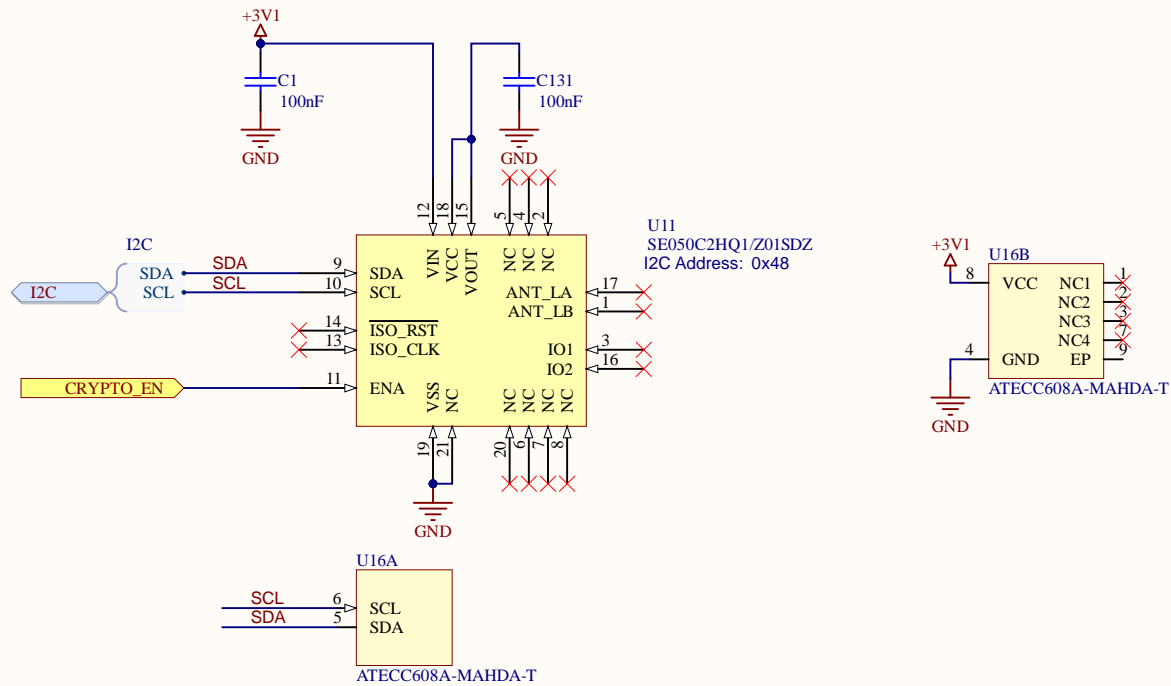 +3V1
C1
100nF
GND
C131
100nF
GND
12
18
15
5
4
2
VIN
VCC
VOUT
NC
NC
NC
U11
SE050C2HQ1/Z01SDZ
I2C Address: 0x48
I2C
I2C
SDA
SCL
SDA
SCL
9
10
SDA
SCL
14
13
ISO_RST
ISO_CLK
CRYPTO_EN
11
ENA
ANT_LA
17
ANT_LB
1
IO1
3
IO2
16
VSS
NC
NC
NC
NC
NC
19
21
20
6
7
8
GND
+3V1
U16B
8
VCC
NC1
1
NC2
2
NC3
3
NC4
7
4
GND
EP
9
ATECC608A-MAHDA-T
GND
U16A
SCL
6
SCL
SDA
5
SDA
ATECC608A-MAHDA-T